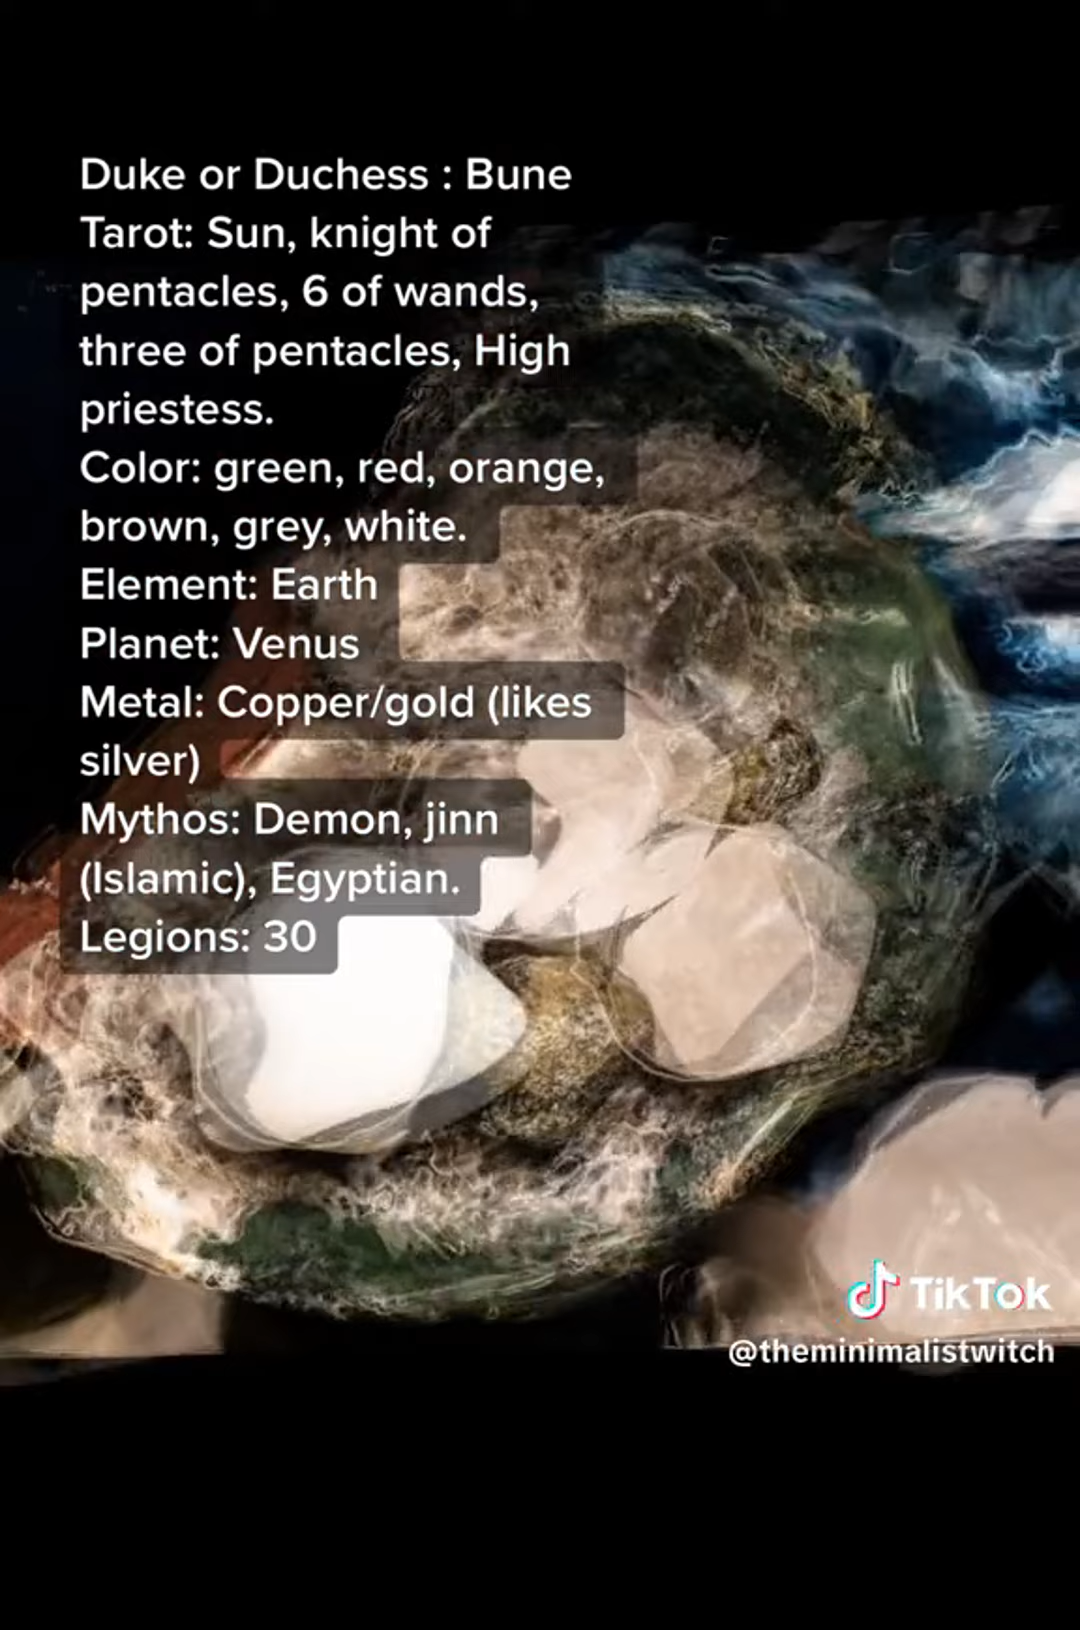 Duke or Duchess : Bune
Tarot: Sun, knight of
pentacles, 6 of wands,
three of pentacles, High
priestess.
Color: green, red, orange,
brown, grey, white.
Element: Earth
Planet: Venus
Metal: Copper/gold (likes
silver)
Mythos: Demon, jinn
(Islamic), Egyptian.
Legions: 30
TikTok
@theminimalistwitch